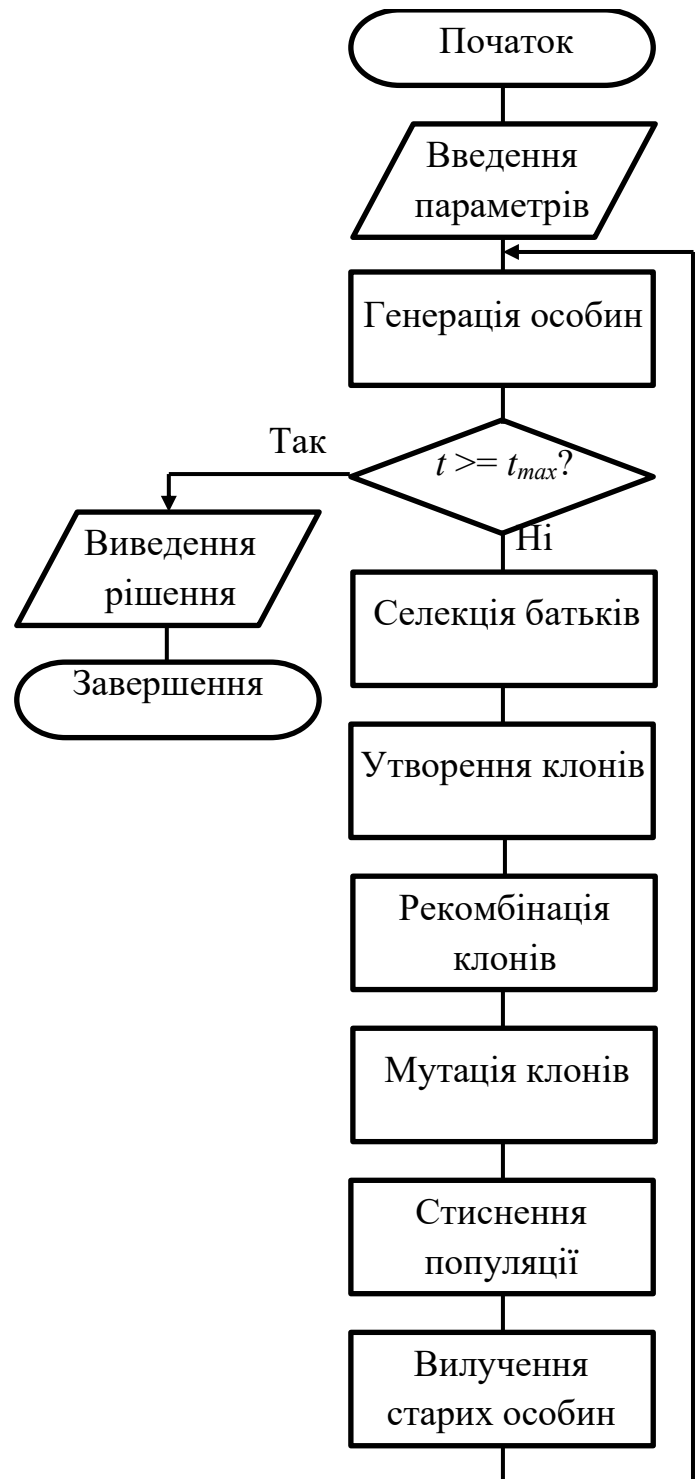 Початок
Введення
параметрів
Генерація особин
Так
t >= tmax?
Ні
Виведення
рішення
Завершення
Селекція батьків
Утворення клонів
Рекомбінація
клонів
Мутація клонів
Стиснення
популяції
Вилучення
старих особин